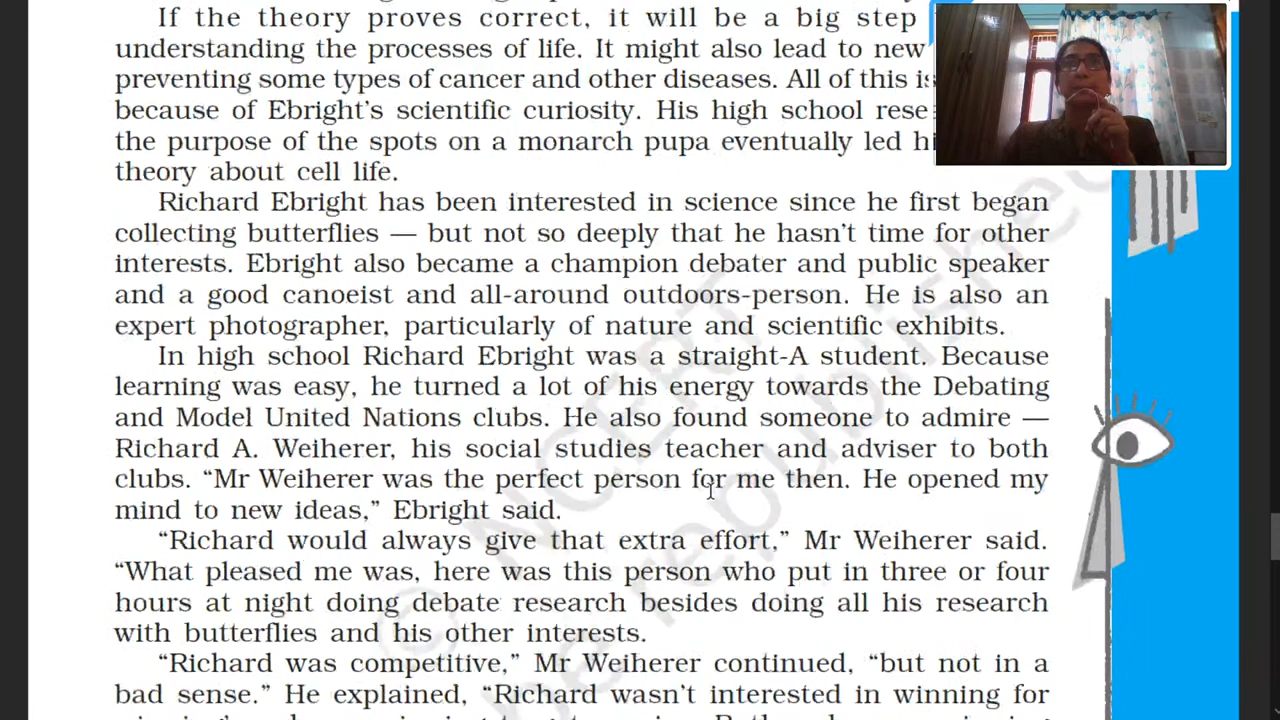 If the theory proves correct, it will be a big step
understanding the processes of life. It might also lead to new
preventing some types of cancer and other diseases. All of this is
because of Ebright's scientific curiosity. His high school
the purpose of the spots on a monarch pupa eventually led
theory about cell life.
Richard Ebright has been interested in science since he first began
collecting butterflies — but not so deeply that he hasn't time for other
interests. Ebright also became a champion debater and public speaker
and a good canoeist and all-around outdoors-person. He is also an
expert photographer, particularly of nature and scientific exhibits.
In high school Richard Ebright was a straight-A student. Because
learning was easy, he turned a lot of his energy towards the Debating
and Model United Nations clubs. He also found someone to admire —
Richard A. Weiherer, his social studies teacher and adviser to both
clubs. “Mr Weiherer was the perfect person for me then. He opened my
mind to new ideas,” Ebright said.
“Richard would always give that extra effort,” Mr Weiherer said.
“What pleased me was, here was this person who put in three or four
hours at night doing debate research besides doing all his research
with butterflies and his other interests.
“Richard was competitive,” Mr Weiherer continued, “but not in a
bad sense.” He explained, “Richard wasn't interested in winning for
© NCERT
be republished